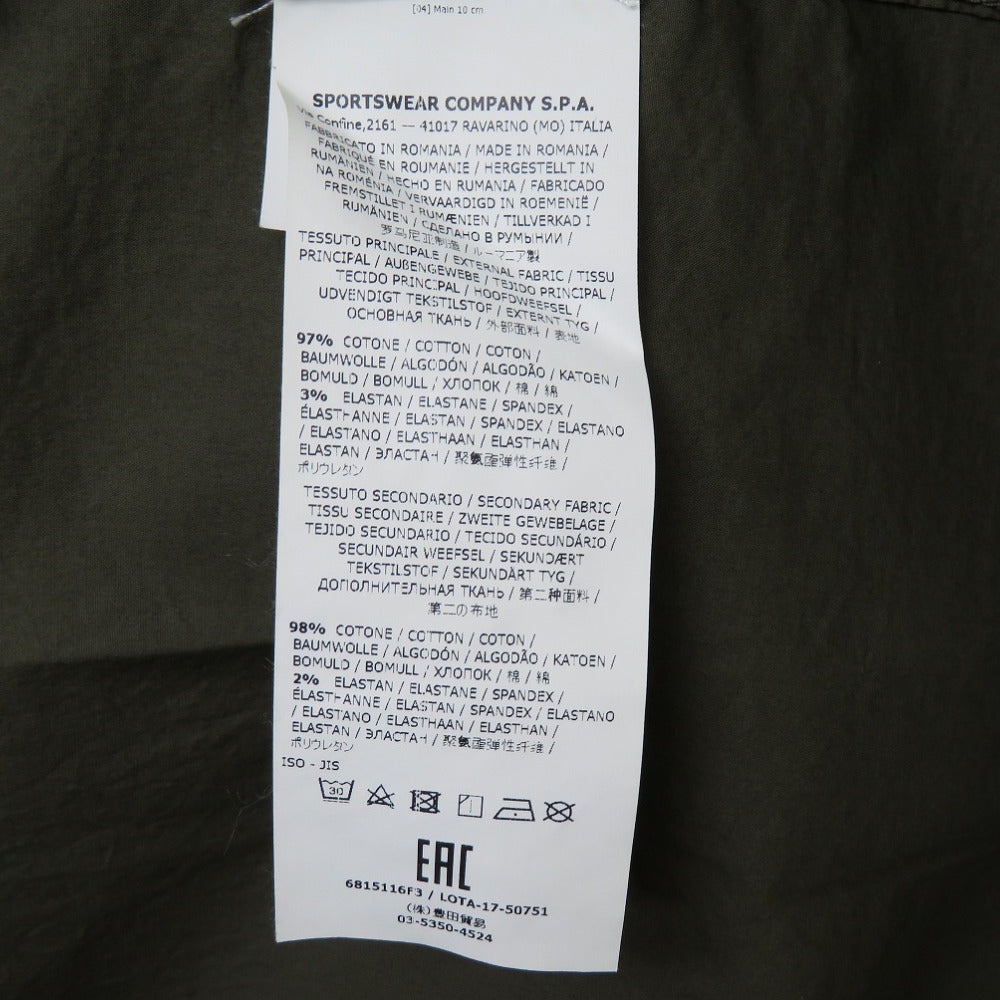 [04] Main 10 cm
SPORTSWEAR COMPANY S.P.A.
Via Confine,2161 — 41017 RAVARINO (MO) ITALIA
FABBRICATO IN ROMANIA / MADE IN ROMANIA /
FABRIQUÉ EN ROUMANIE / HERGESTELLT IN
RUMÄNIEN / HECHO EN RUMANIA / FABRICADO
NA ROMÉNIA / VERVAARDIGD IN ROEMENIË /
FREMSTILLET I RUMÆNIEN / TILLVERKAD I
RUMÄNIEN / СДЕЛАНО В РУМЫНИИ /
罗马尼亚制造 / ルーマニア製
TESSUTO PRINCIPALE / EXTERNAL FABRIC / TISSU
PRINCIPAL / AUßENGEWEBE / TEJIDO PRINCIPAL /
TECIDO PRINCIPAL / HOOFDWEEFSEL /
UDVENDIGT TEKSTILSTOF / EXTERNT TYG /
ОСНОВНАЯ ТКАНЬ / 外部面料 / 表地
97% COTONE / COTTON / COTON /
BAUMWOLLE / ALGODÓN / ALGODÃO / KATOEN /
BOMULD / BOMULL / ХЛОПОК / 棉 / 綿
3% ELASTAN / ELASTANE / SPANDEX /
ÉLASTHANNE / ELASTAN / SPANDEX / ELASTANO
/ ELASTANO / ELASTHAAN / ELASTHAN /
ELASTAN / ЭЛАСТАН / 聚氨酯弹性纤维 /
ポリウレタン
TESSUTO SECONDARIO / SECONDARY FABRIC /
TISSU SECONDAIRE / ZWEITE GEWEBELAGE /
TEJIDO SECUNDARIO / TECIDO SECUNDÁRIO /
SECUNDAIR WEEFSEL / SEKUNDÆRT
TEKSTILSTOF / SEKUNDÄRT TYG /
ДОПОЛНИТЕЛЬНАЯ ТКАНЬ / 第二种面料 /
第二の布地
98% COTONE / COTTON / COTON /
BAUMWOLLE / ALGODÓN / ALGODÃO / KATOEN /
BOMULD / BOMULL / ХЛОПОК / 棉 / 綿
2% ELASTAN / ELASTANE / SPANDEX /
ÉLASTHANNE / ELASTAN / SPANDEX / ELASTANO
/ ELASTANO / ELASTHAAN / ELASTHAN /
ELASTAN / ЭЛАСТАН / 聚氨酯弹性纤维 /
ポリウレタン
ISO - JIS
30
EAC
6815116F3 / LOTA-17-50751
(株)豊田貿易
03-5350-4524